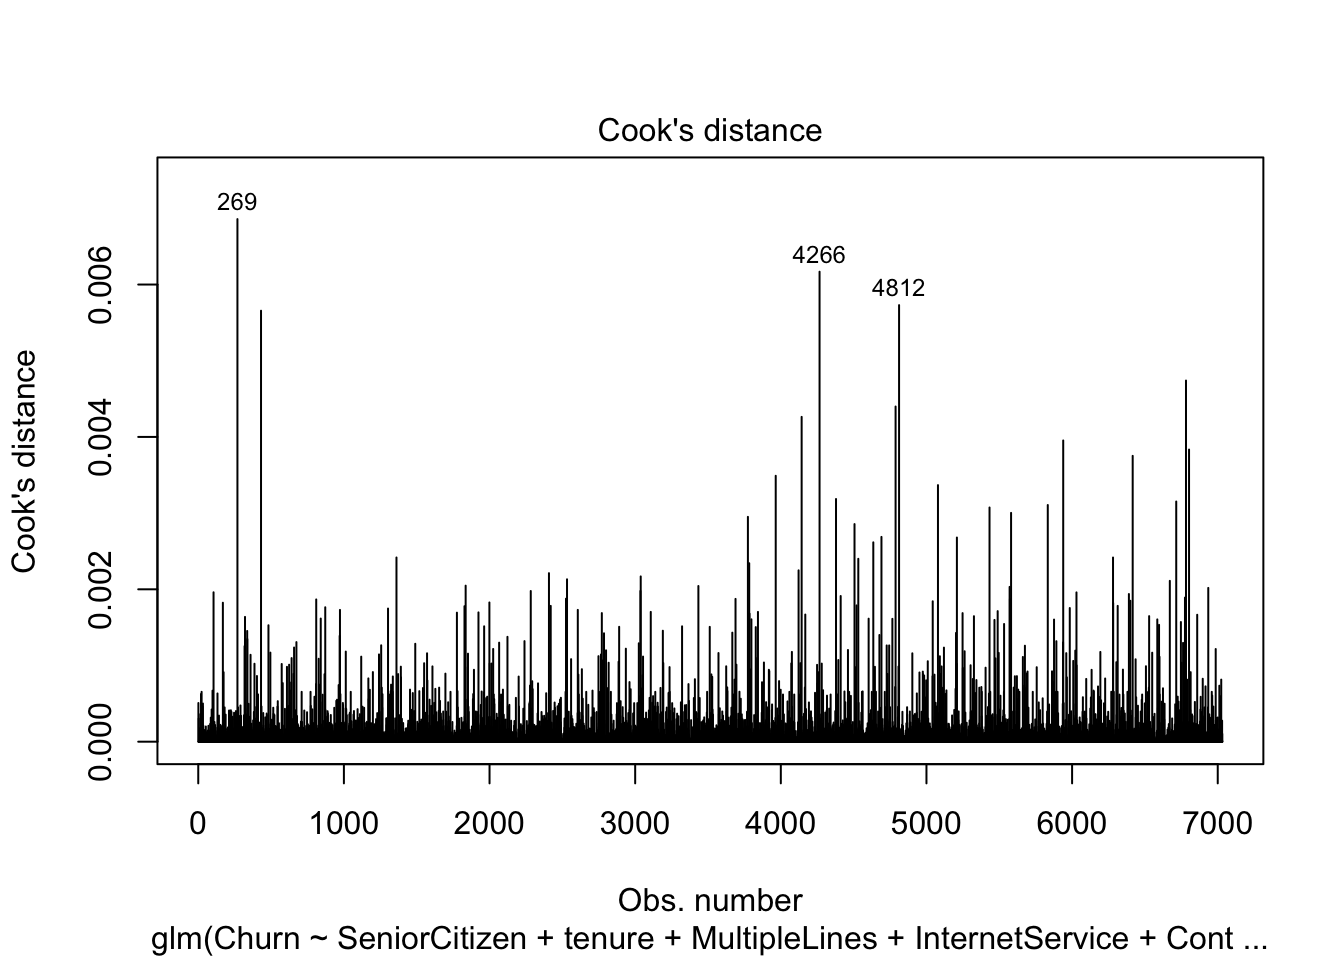 Cook's distance
269
4266
4812
Cook's distance
0.006
0.004
0.002
0.000
0 1000 2000 3000 4000 5000 6000 7000
Obs. number
glm(Churn ~ SeniorCitizen + tenure + MultipleLines + InternetService + Cont ...